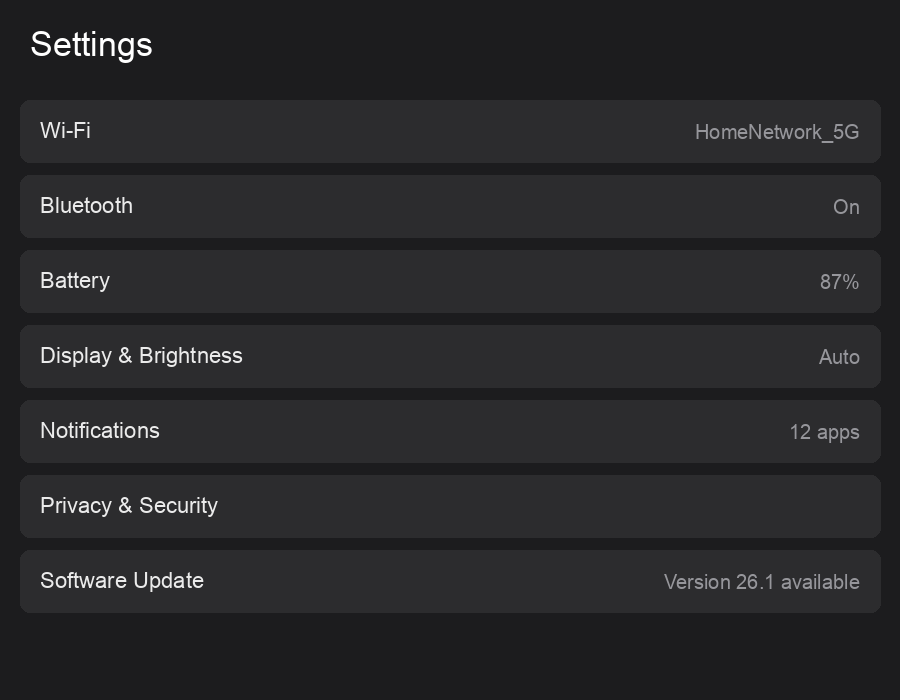 Settings
Wi-Fi HomeNetwork_5G
Bluetooth On
Battery 87%
Display & Brightness Auto
Notifications 12 apps
Privacy & Security
Software Update Version 26.1 available